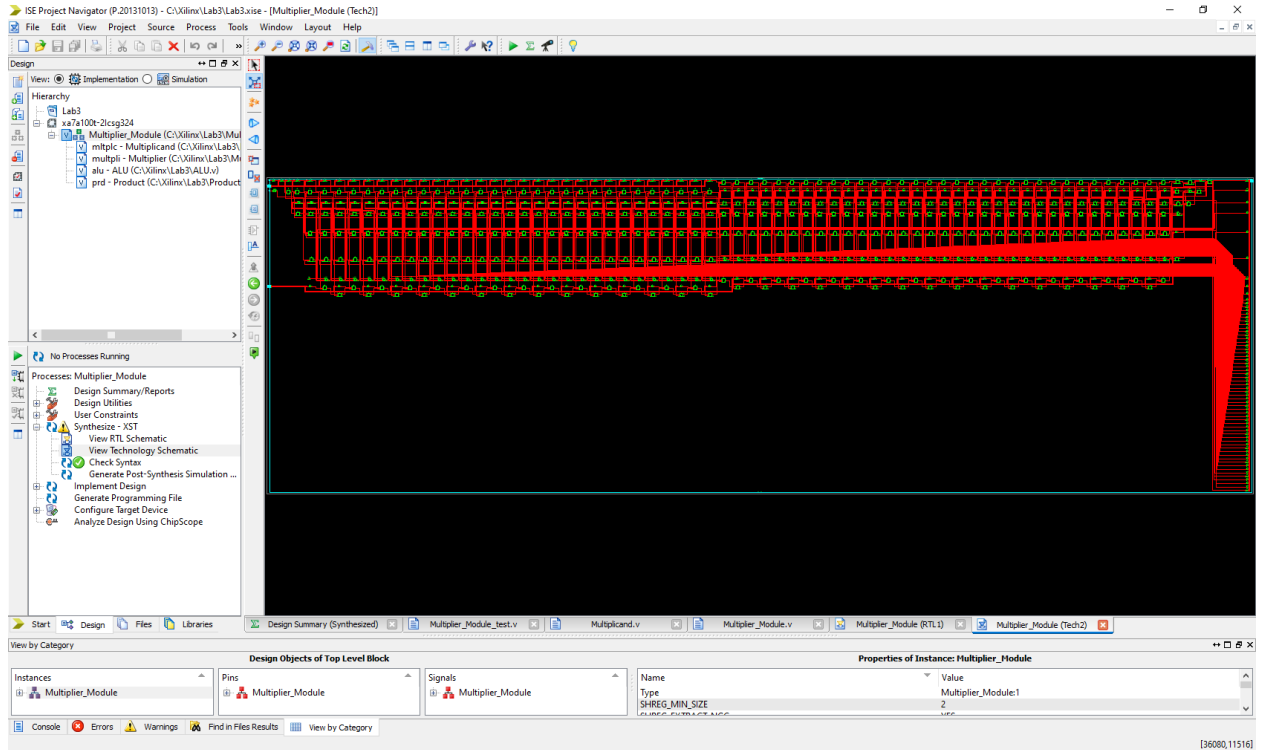 ISE Project Navigator (P.20131013) - C:\Xilinx\Lab3\Lab3.xise - [Multiplier_Module (Tech2)]
File Edit View Project Source Process Tools Window Layout Help
Design
View: Implementation Simulation
Hierarchy
Lab3
xa7a100t-2Icsg324
Multiplier_Module (C:\Xilinx\Lab3\Mul
mltplc - Multiplicand (C:\Xilinx\Lab3\
multpli - Multiplier (C:\Xilinx\Lab3\M
alu - ALU (C:\Xilinx\Lab3\ALU.v)
prd - Product (C:\Xilinx\Lab3\Product
No Processes Running
Processes: Multiplier_Module
Design Summary/Reports
Design Utilities
User Constraints
Synthesize - XST
View RTL Schematic
View Technology Schematic
Check Syntax
Generate Post-Synthesis Simulation ...
Implement Design
Generate Programming File
Configure Target Device
Analyze Design Using ChipScope
Start Design Files Libraries
Design Summary (Synthesized) Multiplier_Module_test.v Multiplicand.v Multiplier_Module.v Multiplier_Module (RTL1) Multiplier_Module (Tech2)
View by Category
Design Objects of Top Level Block Properties of Instance: Multiplier_Module
Instances Pins Signals Name Value
Multiplier_Module Multiplier_Module Multiplier_Module Type Multiplier_Module:1
SHREG_MIN_SIZE 2
Console Errors Warnings Find in Files Results View by Category
[36080,11516]